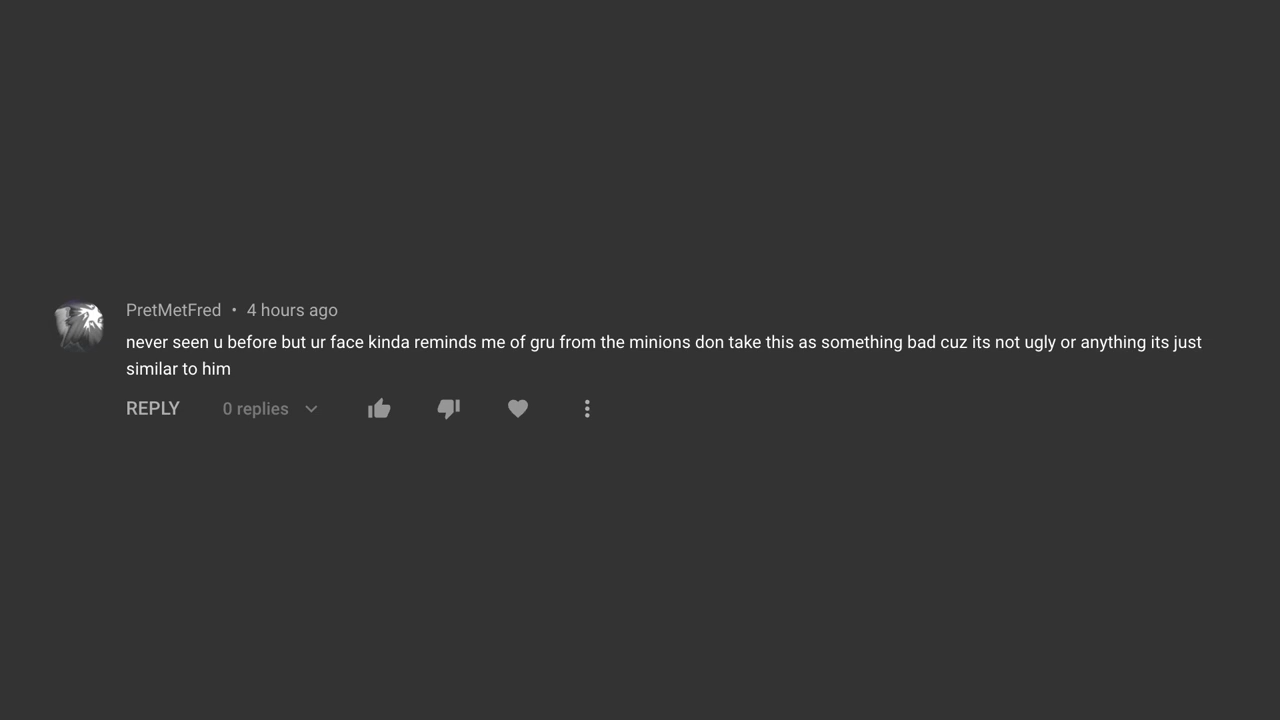 PretMetFred • 4 hours ago
never seen u before but ur face kinda reminds me of gru from the minions don take this as something bad cuz its not ugly or anything its just
similar to him
REPLY 0 replies